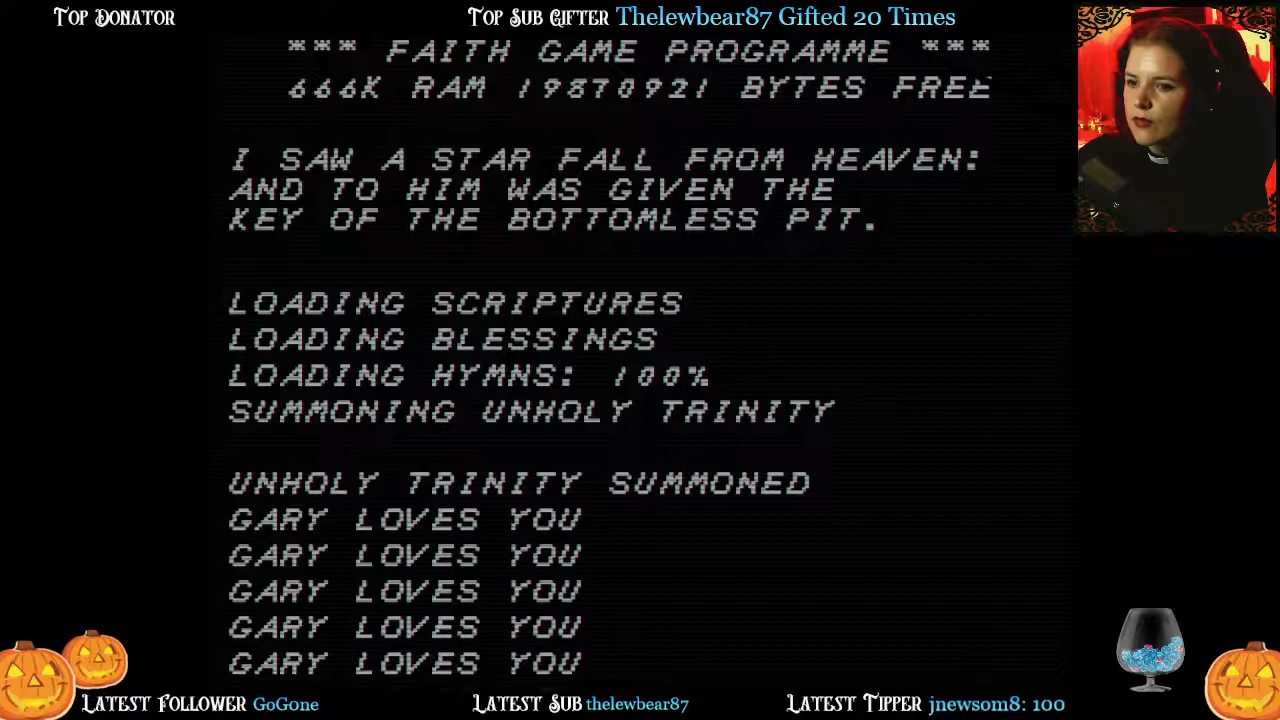 Top Donator
Top Sub Gifter Thelewbear87 Gifted 20 Times
*** FAITH GAME PROGRAMME ***
666K RAM 19870921 BYTES FREE
I SAW A STAR FALL FROM HEAVEN:
AND TO HIM WAS GIVEN THE
KEY OF THE BOTTOMLESS PIT.
LOADING SCRIPTURES
LOADING BLESSINGS
LOADING HYMNS: 100%
SUMMONING UNHOLY TRINITY
UNHOLY TRINITY SUMMONED
GARY LOVES YOU
GARY LOVES YOU
GARY LOVES YOU
GARY LOVES YOU
GARY LOVES YOU
Latest Follower GoGone
Latest Sub thelewbear87
Latest Tipper jnewsom8: 100